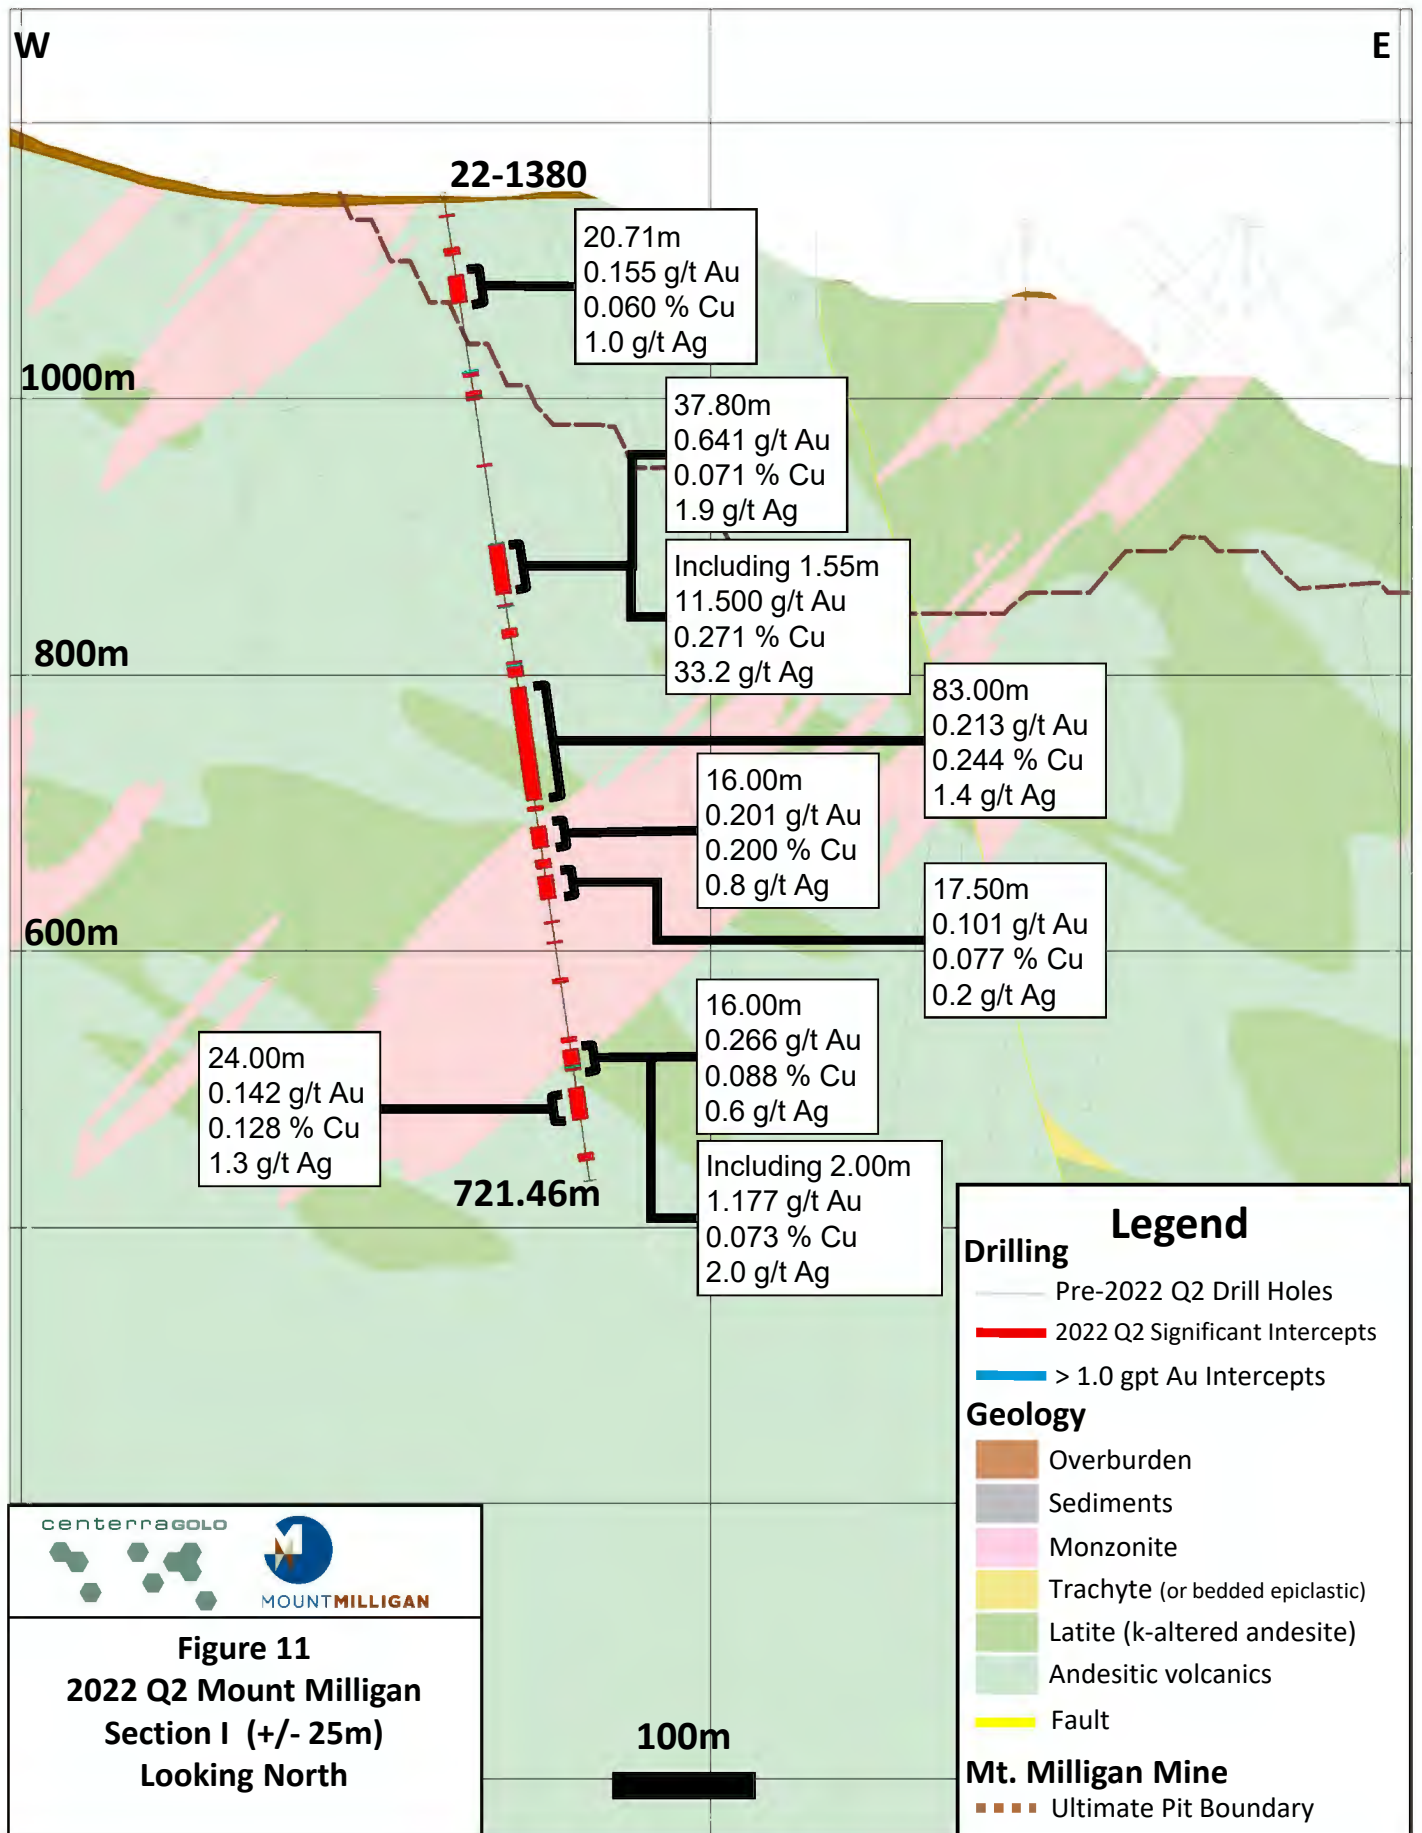 W
E
22-1380
20.71m
0.155 g/t Au
0.060 % Cu
1.0 g/t Ag
1000m
37.80m
0.641 g/t Au
0.071 % Cu
1.9 g/t Ag
Including 1.55m
11.500 g/t Au
0.271 % Cu
33.2 g/t Ag
800m
83.00m
0.213 g/t Au
0.244 % Cu
1.4 g/t Ag
16.00m
0.201 g/t Au
0.200 % Cu
0.8 g/t Ag
17.50m
0.101 g/t Au
0.077 % Cu
0.2 g/t Ag
600m
16.00m
0.266 g/t Au
0.088 % Cu
0.6 g/t Ag
24.00m
0.142 g/t Au
0.128 % Cu
1.3 g/t Ag
Including 2.00m
1.177 g/t Au
0.073 % Cu
2.0 g/t Ag
721.46m
Legend
Drilling
Pre-2022 Q2 Drill Holes
2022 Q2 Significant Intercepts
> 1.0 gpt Au Intercepts
Geology
Overburden
Sediments
Monzonite
Trachyte (or bedded epiclastic)
Latite (k-altered andesite)
Andesitic volcanics
Fault
Mt. Milligan Mine
Ultimate Pit Boundary
centerraGOLD
MOUNTMILLIGAN
Figure 11
2022 Q2 Mount Milligan
Section I (+/- 25m)
Looking North
100m